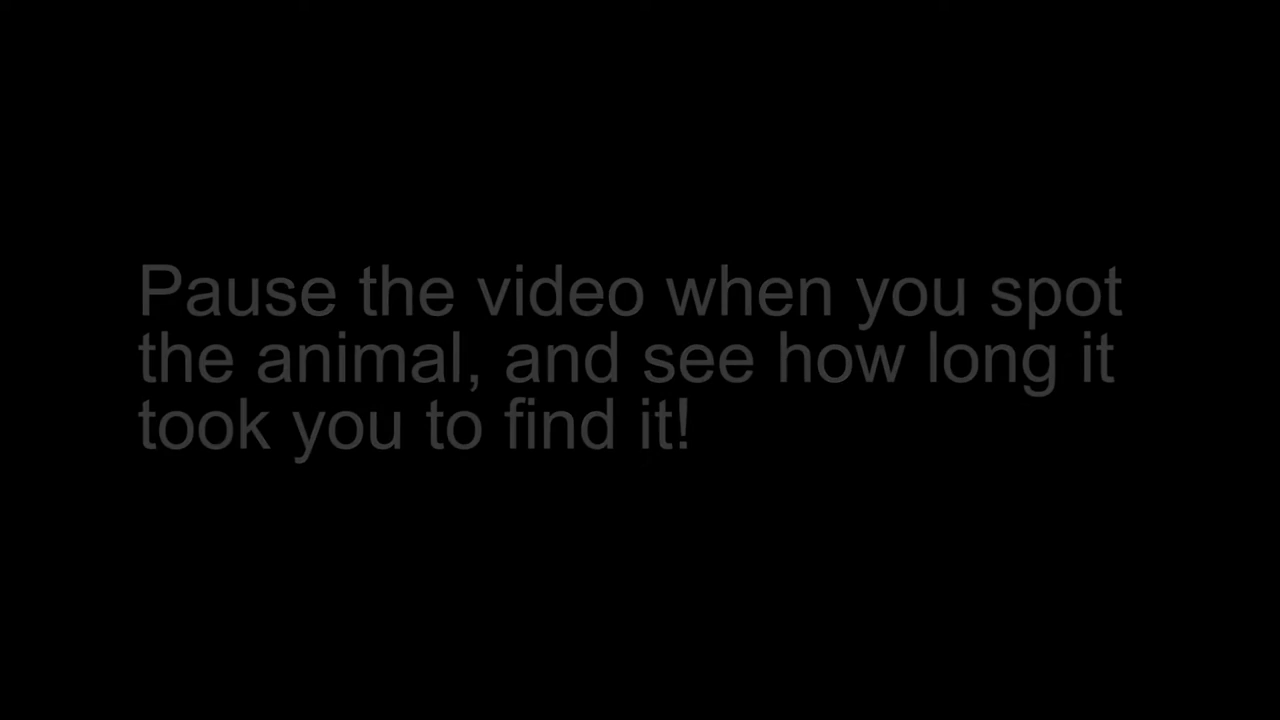 Pause the video when you spot
the animal, and see how long it
took you to find it!